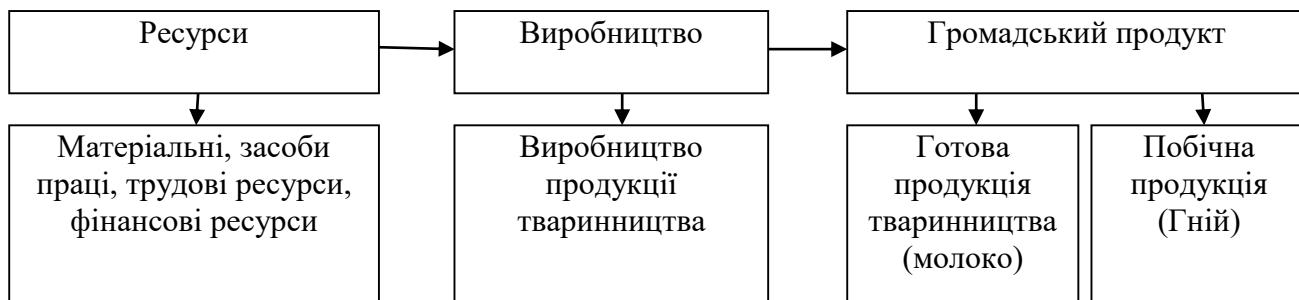 Ресурси
Виробництво
Громадський продукт
Матеріальні, засоби
праці, трудові ресурси,
фінансові ресурси
Виробництво
продукції
тваринництва
Готова
продукція
тваринництва
(молоко)
Побічна
продукція
(Гній)